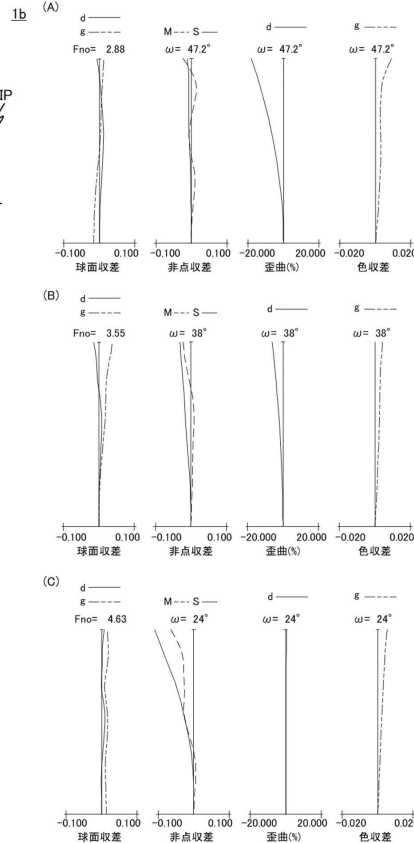 1b
IP
(A)
d
g
Fno= 2.88
M S
ω= 47.2°
d
ω= 47.2°
g
ω= 47.2°
-0.100 0.100
球面収差
-0.100 0.100
非点収差
-20.000 20.000
歪曲(%)
-0.020 0.020
色収差
(B)
d
g
Fno= 3.55
M S
ω= 38°
d
ω= 38°
g
ω= 38°
-0.100 0.100
球面収差
-0.100 0.100
非点収差
-20.000 20.000
歪曲(%)
-0.020 0.020
色収差
(C)
d
g
Fno= 4.63
M S
ω= 24°
d
ω= 24°
g
ω= 24°
-0.100 0.100
球面収差
-0.100 0.100
非点収差
-20.000 20.000
歪曲(%)
-0.020 0.020
色収差